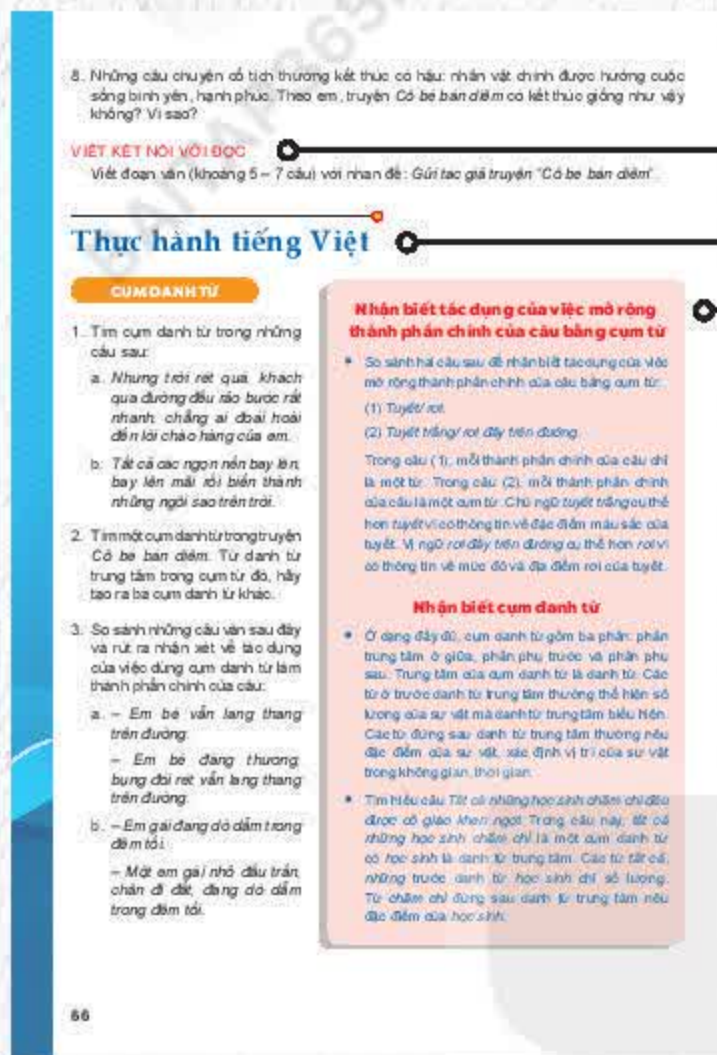 8. Những câu chuyện cổ tích thường kết thúc có hậu: nhân vật chính được hưởng cuộc
sống bình yên, hạnh phúc. Theo em, truyện Cô bé bán diêm có kết thúc giống như vậy
không? Vì sao?
VIẾT KẾT NỐI VỚI ĐỌC
Viết đoạn văn (khoảng 5 – 7 câu) với nhan đề: Gửi tác giả truyện "Cô bé bán diêm".
Thực hành tiếng Việt
CỤM DANH TỪ
1. Tìm cụm danh từ trong những
câu sau:
a. Nhưng trời rét quá, khách
qua đường đều rảo bước rất
nhanh, chẳng ai đoái hoài
đến lời chào hàng của em.
b. Tất cả các ngọn nến bay lên,
bay lên mãi rồi biến thành
những ngôi sao trên trời.
2. Tìm một cụm danh từ trong truyện
Cô bé bán diêm. Từ danh từ
trung tâm trong cụm từ đó, hãy
tạo ra ba cụm danh từ khác.
3. So sánh những câu văn sau đây
và rút ra nhận xét về tác dụng
của việc dùng cụm danh từ làm
thành phần chính của câu:
a. – Em bé vẫn lang thang
trên đường.
– Em bé đáng thương,
bụng đói rét vẫn lang thang
trên đường.
b. – Em gái đang dò dẫm trong
đêm tối.
– Một em gái nhỏ đầu trần,
chân đi đất, đang dò dẫm
trong đêm tối.
Nhận biết tác dụng của việc mở rộng
thành phần chính của câu bằng cụm từ
• So sánh hai câu sau để nhận biết tác dụng của việc
mở rộng thành phần chính của câu bằng cụm từ:
(1) Tuyết/ rơi.
(2) Tuyết trắng/ rơi đầy trên đường.
Trong câu (1), mỗi thành phần chính của câu chỉ
là một từ. Trong câu (2), mỗi thành phần chính
của câu là một cụm từ. Chủ ngữ tuyết trắng cụ thể
hơn tuyết vì có thông tin về đặc điểm màu sắc của
tuyết. Vị ngữ rơi đầy trên đường cụ thể hơn rơi vì
có thông tin về mức độ và địa điểm rơi của tuyết.
Nhận biết cụm danh từ
• Ở dạng đầy đủ, cụm danh từ gồm ba phần: phần
trung tâm ở giữa, phần phụ trước và phần phụ
sau. Trung tâm của cụm danh từ là danh từ. Các
từ ở trước danh từ trung tâm thường thể hiện số
lượng của sự vật mà danh từ trung tâm biểu hiện.
Các từ đứng sau danh từ trung tâm thường nêu
đặc điểm của sự vật, xác định vị trí của sự vật
trong không gian, thời gian.
• Tìm hiểu câu Tất cả những học sinh chăm chỉ đều
được cô giáo khen ngợi. Trong câu này, tất cả
những học sinh chăm chỉ là một cụm danh từ
có học sinh là danh từ trung tâm. Các từ tất cả,
những trước danh từ học sinh chỉ số lượng.
Từ chăm chỉ đứng sau danh từ trung tâm nêu
đặc điểm của học sinh.
66